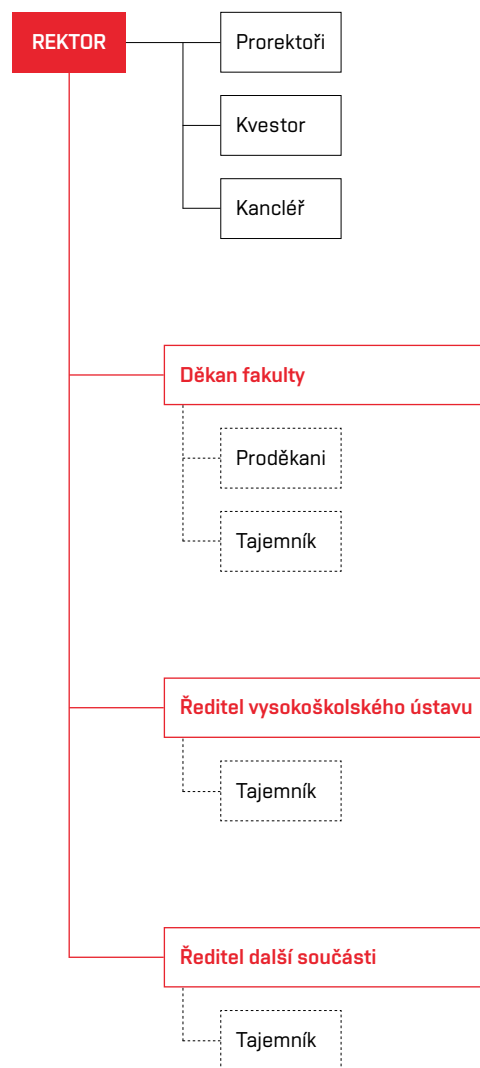 REKTOR
Prorektoři
Kvestor
Kancléř
Děkan fakulty
Proděkani
Tajemník
Ředitel vysokoškolského ústavu
Tajemník
Ředitel další součásti
Tajemník